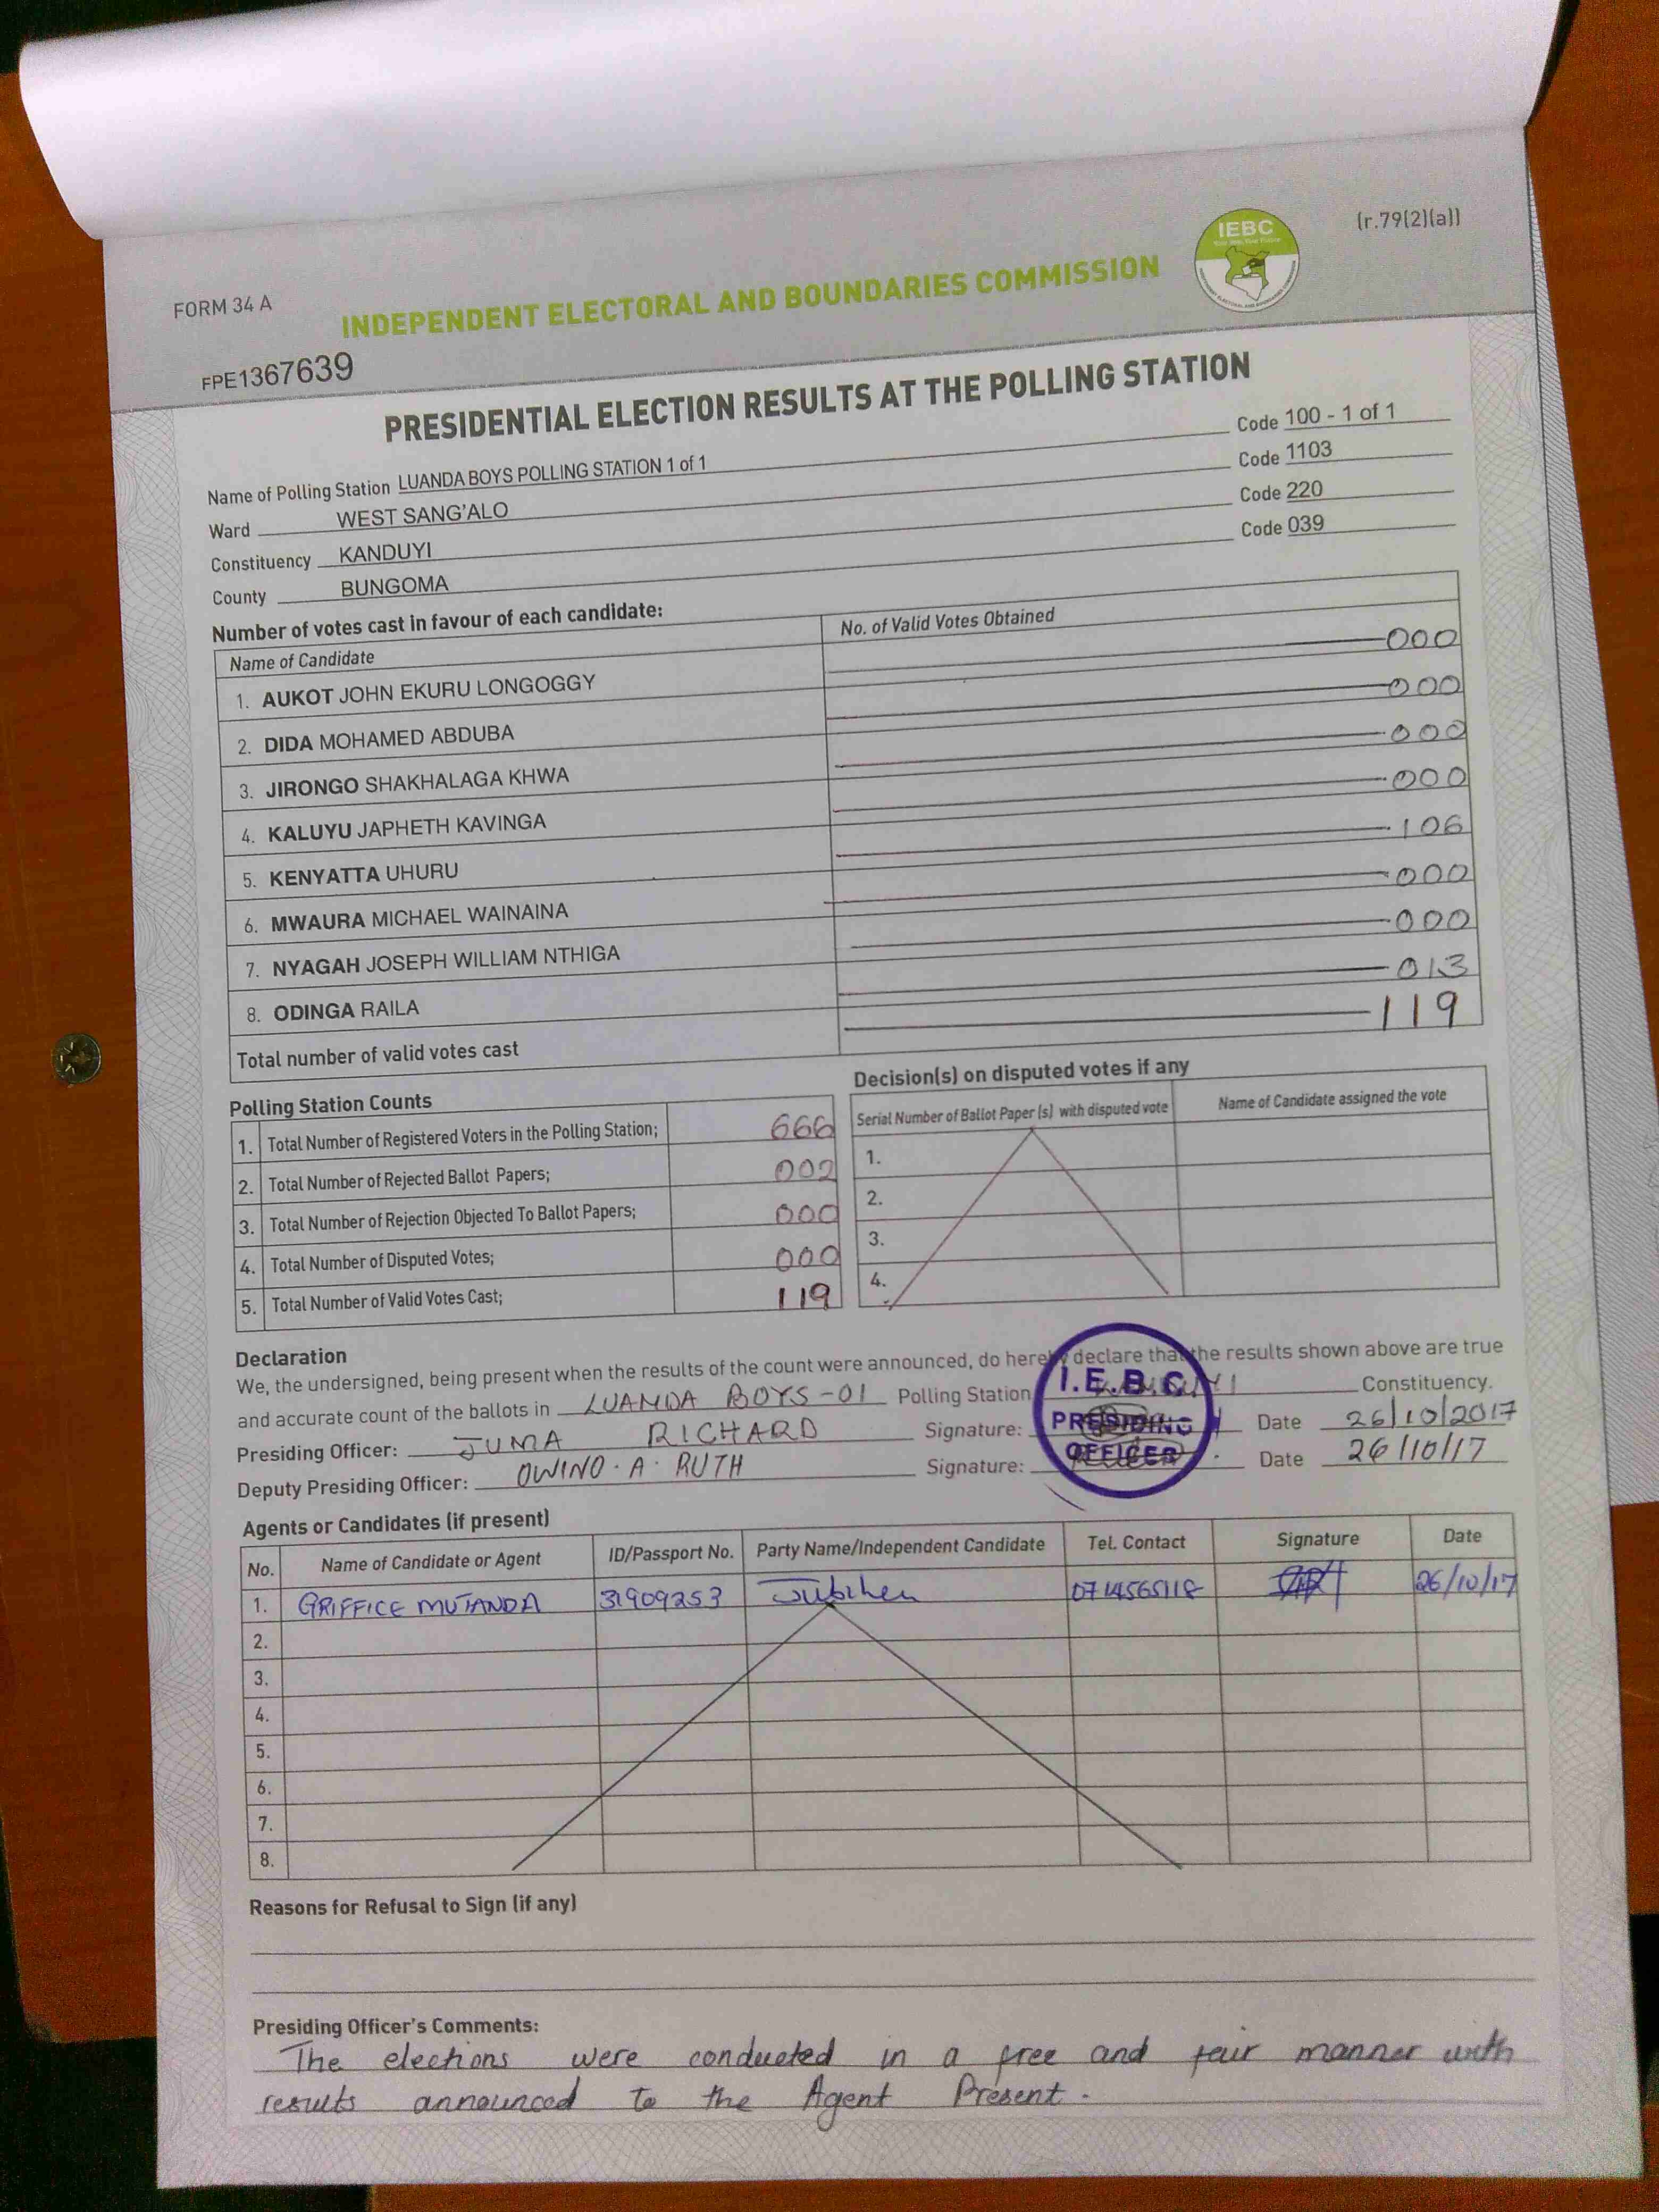 (r.79(2)(a))
IEBC
FORM 34 A
INDEPENDENT ELECTORAL AND BOUNDARIES COMMISSION
FPE1367639
PRESIDENTIAL ELECTION RESULTS AT THE POLLING STATION
Name of Polling Station LUANDA BOYS POLLING STATION 1 of 1 Code 100 - 1 of 1
Ward WEST SANG'ALO Code 1103
Constituency KANDUYI Code 220
County BUNGOMA Code 039
Number of votes cast in favour of each candidate:
Name of Candidate No. of Valid Votes Obtained
1. AUKOT JOHN EKURU LONGOGGY 000
2. DIDA MOHAMED ABDUBA 000
3. JIRONGO SHAKHALAGA KHWA 000
4. KALUYU JAPHETH KAVINGA 000
5. KENYATTA UHURU 106
6. MWAURA MICHAEL WAINAINA 000
7. NYAGAH JOSEPH WILLIAM NTHIGA 000
8. ODINGA RAILA 013
Total number of valid votes cast 119
Polling Station Counts
1. Total Number of Registered Voters in the Polling Station; 666
2. Total Number of Rejected Ballot Papers; 002
3. Total Number of Rejection Objected To Ballot Papers; 000
4. Total Number of Disputed Votes; 000
5. Total Number of Valid Votes Cast; 119
Decision(s) on disputed votes if any
Serial Number of Ballot Paper (s) with disputed vote Name of Candidate assigned the vote
1.
2.
3.
4.
Declaration
We, the undersigned, being present when the results of the count were announced, do hereby declare that the results shown above are true
and accurate count of the ballots in LUANDA BOYS-01 Polling Station KANDUYI Constituency.
Presiding Officer: JUMA RICHARD Signature: Date 26/10/2017
Deputy Presiding Officer: OWINO. A. RUTH Signature: Date 26/10/17
I.E.B.C
PRESIDING
OFFICER
Agents or Candidates (if present)
No. Name of Candidate or Agent ID/Passport No. Party Name/Independent Candidate Tel. Contact Signature Date
1. GRIFFICE MUTANDA 31909253 Jubilee 0714565118 26/10/17
2.
3.
4.
5.
6.
7.
8.
Reasons for Refusal to Sign (if any)
Presiding Officer's Comments:
The elections were conducted in a free and fair manner with
results announced to the Agent Present.